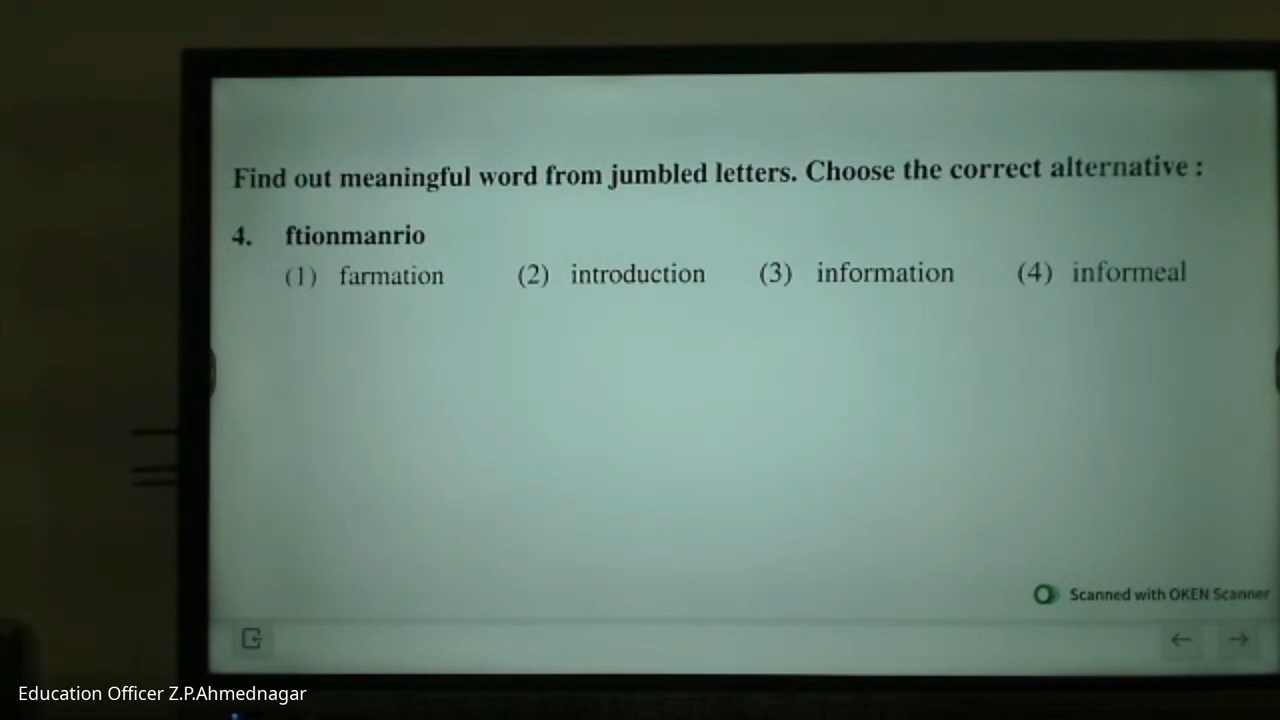 Find out meaningful word from jumbled letters. Choose the correct alternative :
4. ftionmanrio
(1) farmation (2) introduction (3) information (4) informeal
Scanned with OKEN Scanner
Education Officer Z.P.Ahmednagar